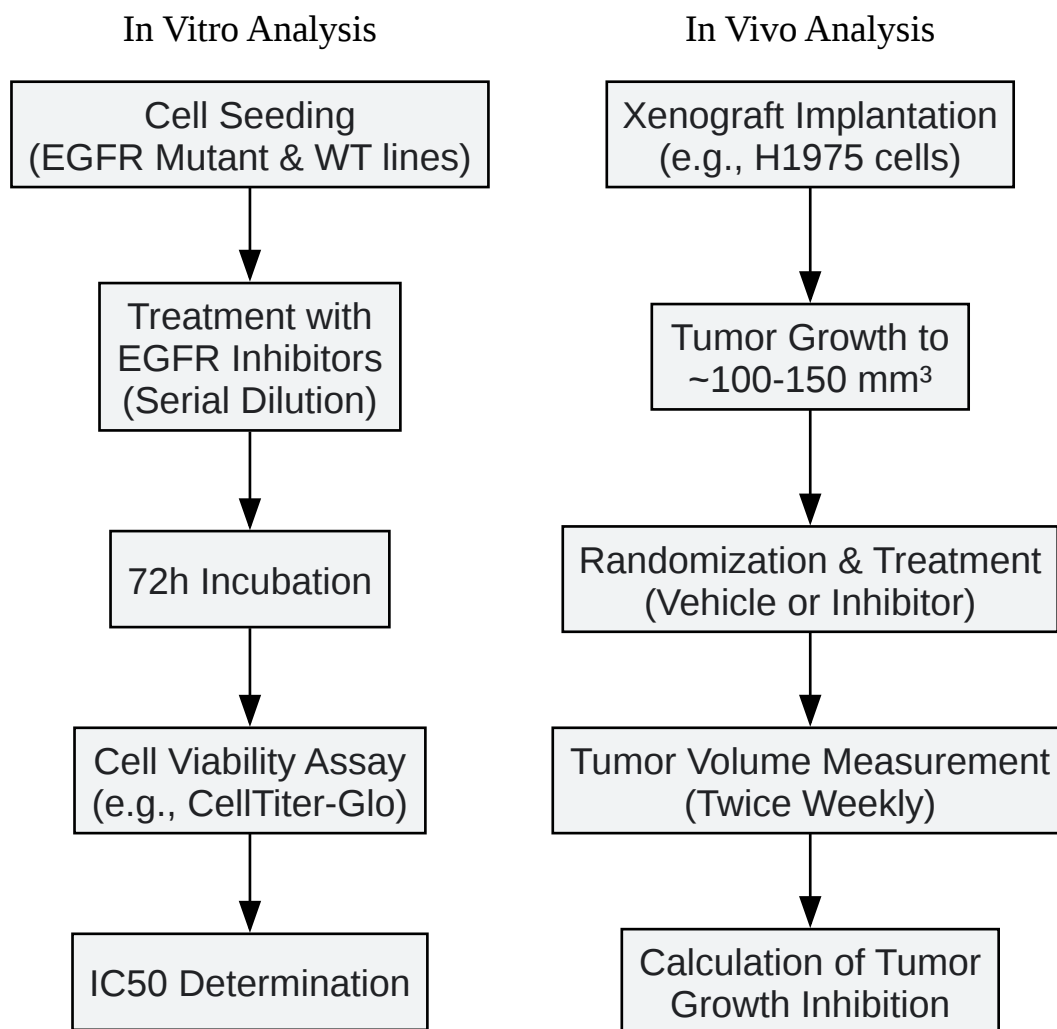 In Vitro Analysis
Cell Seeding
(EGFR Mutant & WT lines)
Treatment with
EGFR Inhibitors
(Serial Dilution)
72h Incubation
Cell Viability Assay
(e.g., CellTiter-Glo)
IC50 Determination
In Vivo Analysis
Xenograft Implantation
(e.g., H1975 cells)
Tumor Growth to
~100-150 mm³
Randomization & Treatment
(Vehicle or Inhibitor)
Tumor Volume Measurement
(Twice Weekly)
Calculation of Tumor
Growth Inhibition